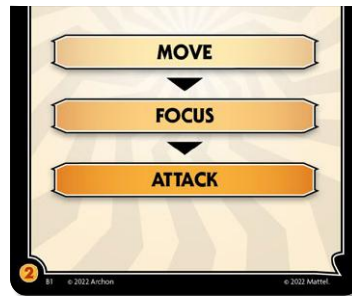 MOVE
FOCUS
ATTACK
2
B1 © 2022 Archon © 2022 Mattel.